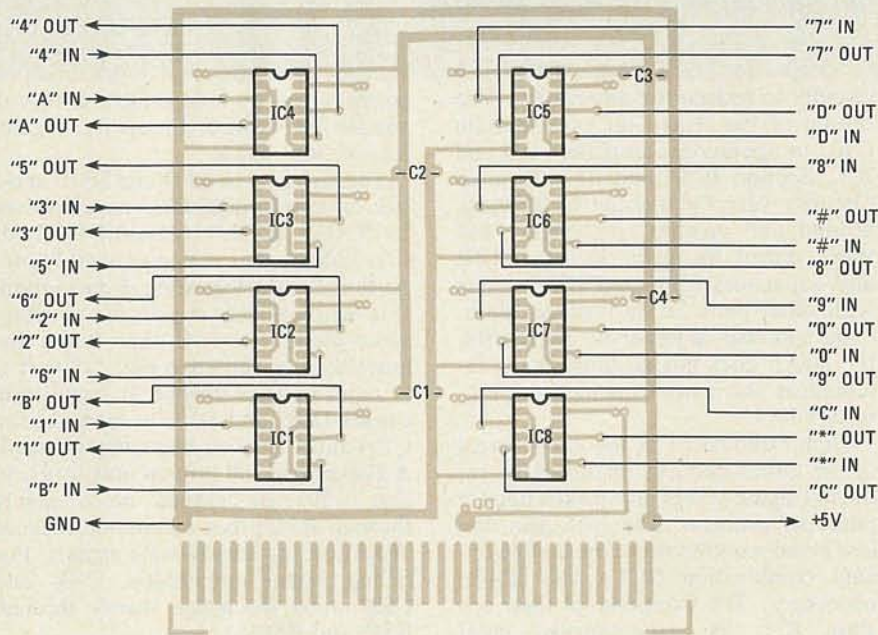 "4" OUT
"4" IN
"A" IN
"A" OUT
"5" OUT
"3" IN
"3" OUT
"5" IN
"6" OUT
"2" IN
"2" OUT
"6" IN
"B" OUT
"1" IN
"1" OUT
"B" IN
GND
IC4
IC3
IC2
IC1
C2
C1
IC5
IC6
IC7
IC8
C3
C4
"7" IN
"7" OUT
"D" OUT
"D" IN
"8" IN
"#" OUT
"#" IN
"8" OUT
"9" IN
"0" OUT
"0" IN
"9" OUT
"C" IN
"*" OUT
"*" IN
"C" OUT
+5V